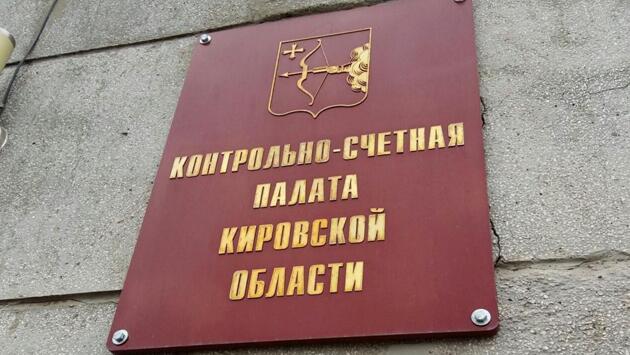 КОНТРОЛЬНО-СЧЕТНАЯ
ПАЛАТА
КИРОВСКОЙ
ОБЛАСТИ